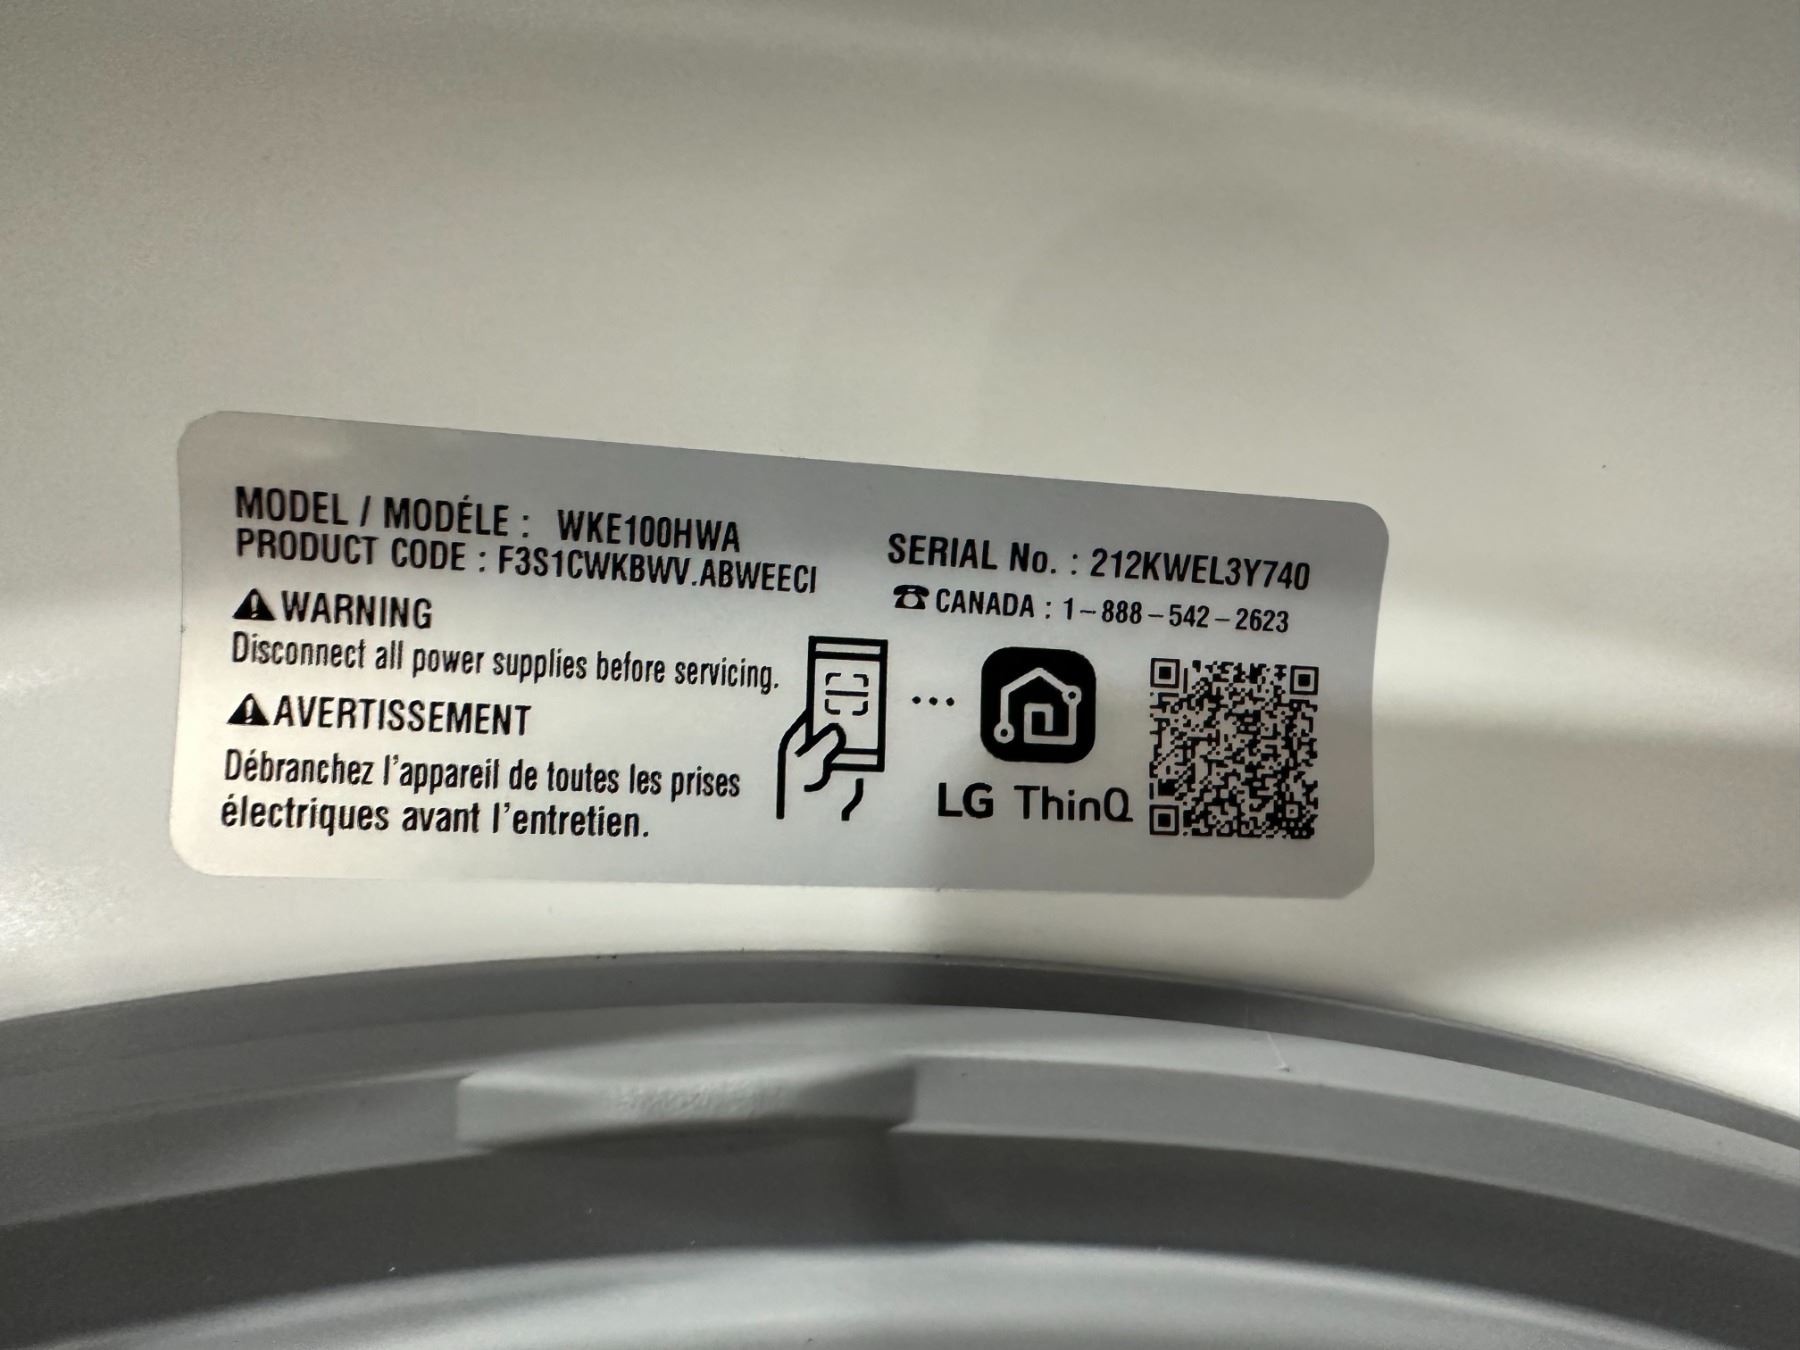 MODEL / MODÉLE : WKE100HWA
PRODUCT CODE : F3S1CWKBWV.ABWEECI
SERIAL No. : 212KWEL3Y740
☎ CANADA : 1-888-542-2623
⚠ WARNING
Disconnect all power supplies before servicing.
⚠ AVERTISSEMENT
Débranchez l'appareil de toutes les prises
électriques avant l'entretien.
LG ThinQ